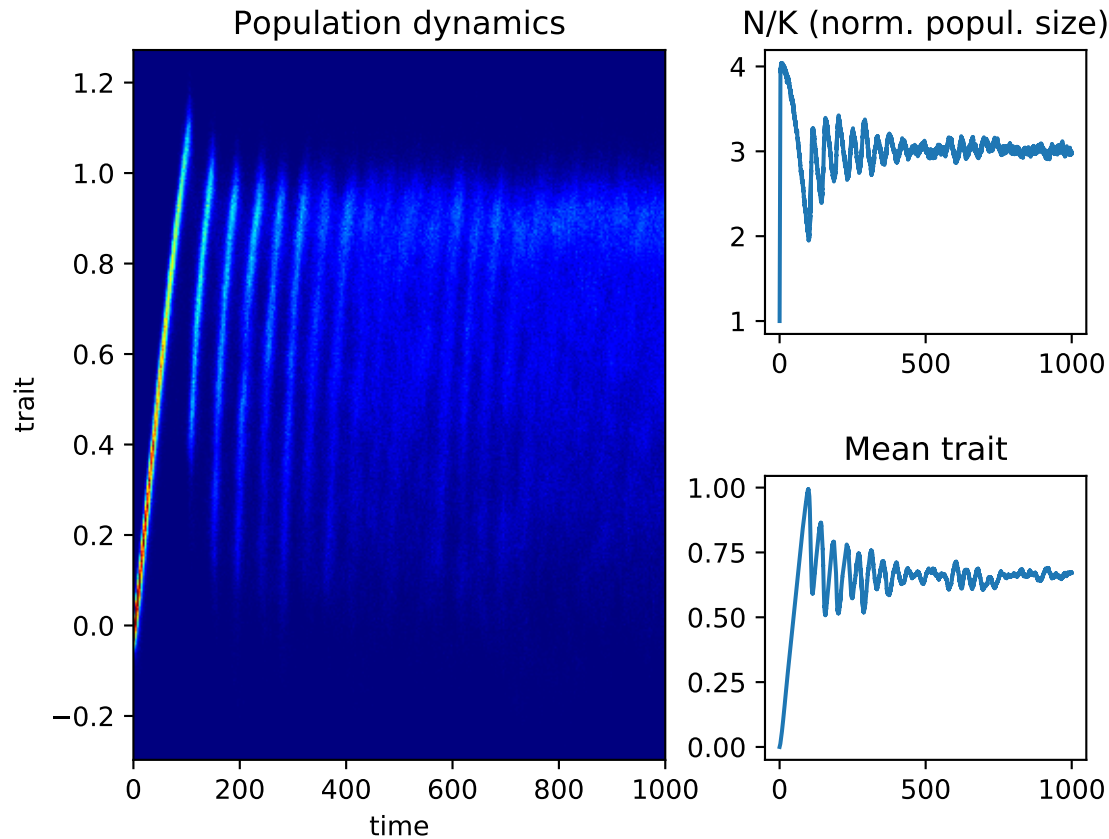 Population dynamics
1.2
1.0
0.8
0.6
0.4
0.2
0.0
−0.2
trait
0 200 400 600 800 1000
time
N/K (norm. popul. size)
4
3
2
1
0 500 1000
Mean trait
1.00
0.75
0.50
0.25
0.00
0 500 1000